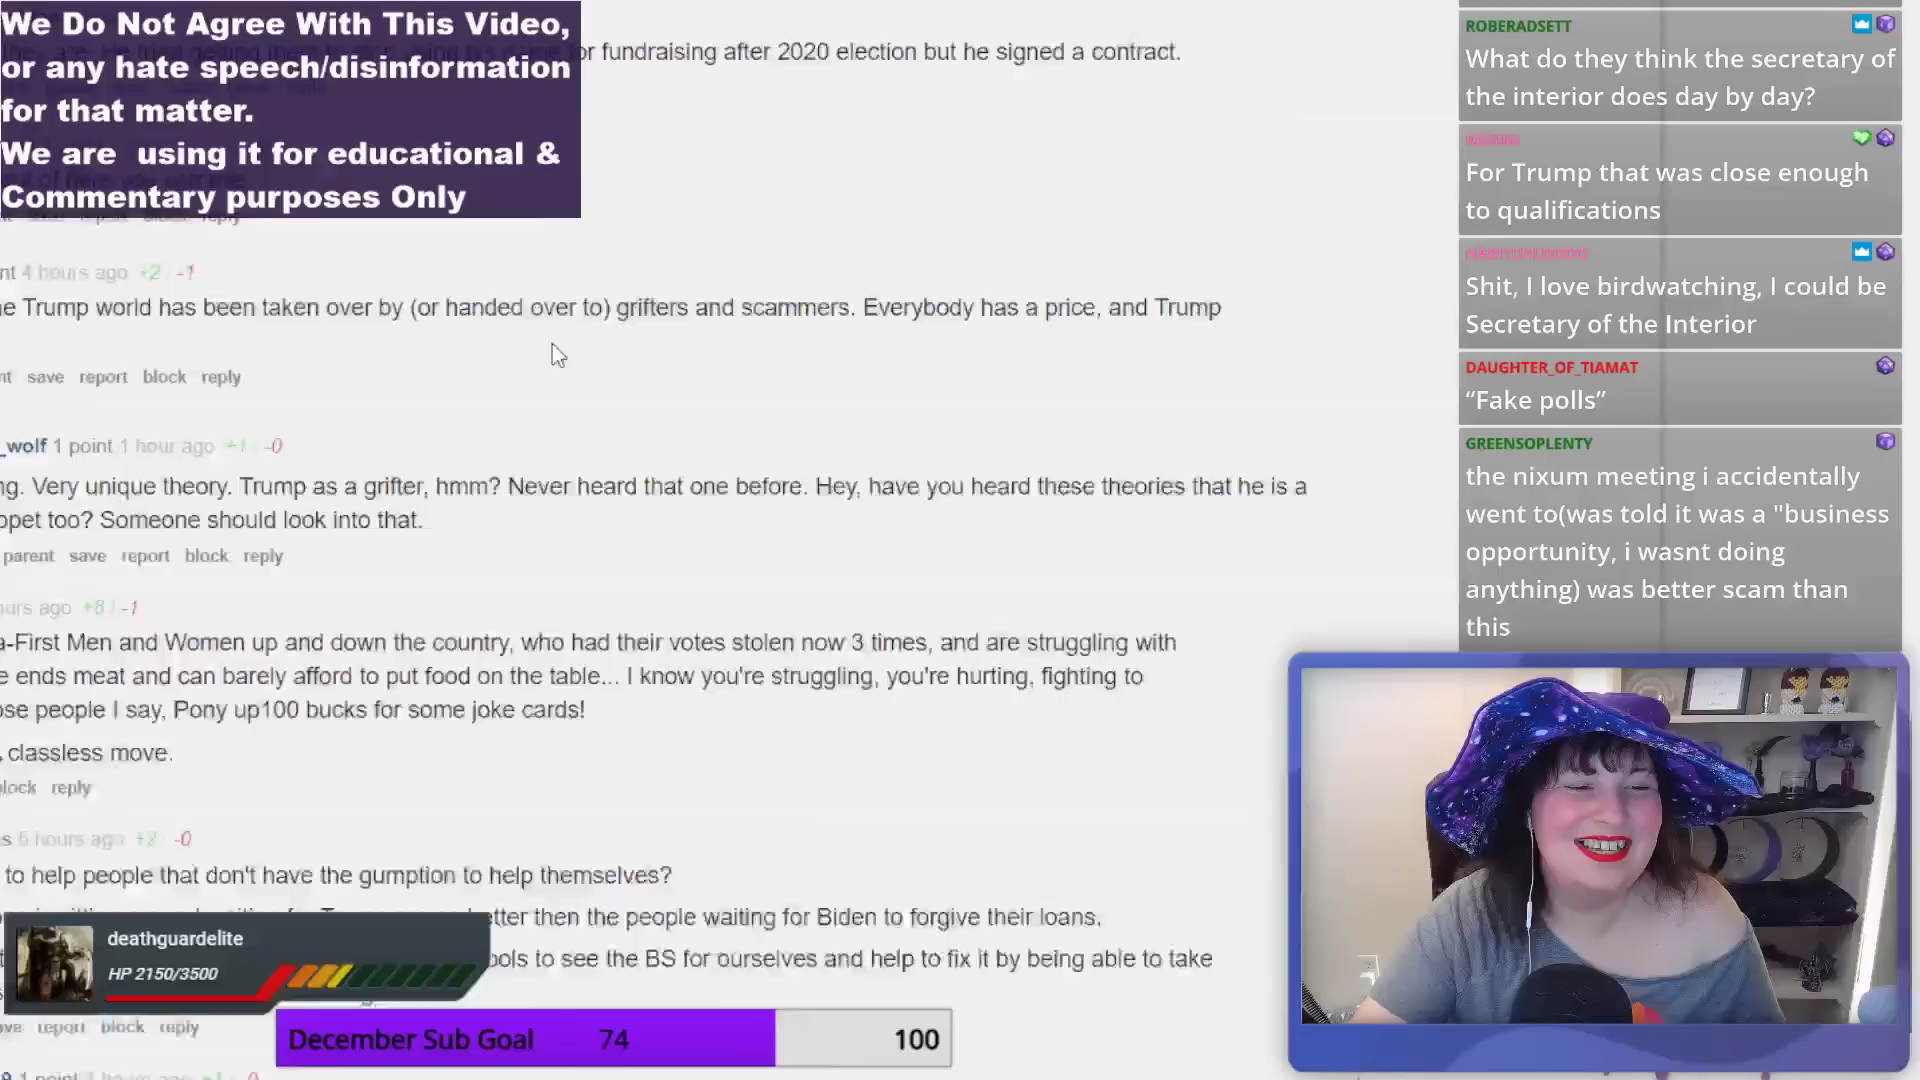 We Do Not Agree With This Video,
or any hate speech/disinformation
for that matter.
We are using it for educational &
Commentary purposes Only
for fundraising after 2020 election but he signed a contract.
reply
nt 4 hours ago +2 -1
e Trump world has been taken over by (or handed over to) grifters and scammers. Everybody has a price, and Trump
nt save report block reply
_wolf 1 point 1 hour ago +1 -0
ng. Very unique theory. Trump as a grifter, hmm? Never heard that one before. Hey, have you heard these theories that he is a
ppet too? Someone should look into that.
parent save report block reply
urs ago +8 -1
a-First Men and Women up and down the country, who had their votes stolen now 3 times, and are struggling with
e ends meat and can barely afford to put food on the table... I know you're struggling, you're hurting, fighting to
ose people I say, Pony up100 bucks for some joke cards!
classless move.
lock reply
s 5 hours ago +2 -0
to help people that don't have the gumption to help themselves?
etter then the people waiting for Biden to forgive their loans.
ools to see the BS for ourselves and help to fix it by being able to take
ave report block reply
1 point
deathguardelite
HP 2150/3500
December Sub Goal 74 100
ROBERADSETT
What do they think the secretary of
the interior does day by day?
For Trump that was close enough
to qualifications
Shit, I love birdwatching, I could be
Secretary of the Interior
DAUGHTER_OF_TIAMAT
“Fake polls”
GREENSOPLENTY
the nixum meeting i accidentally
went to(was told it was a "business
opportunity, i wasnt doing
anything) was better scam than
this